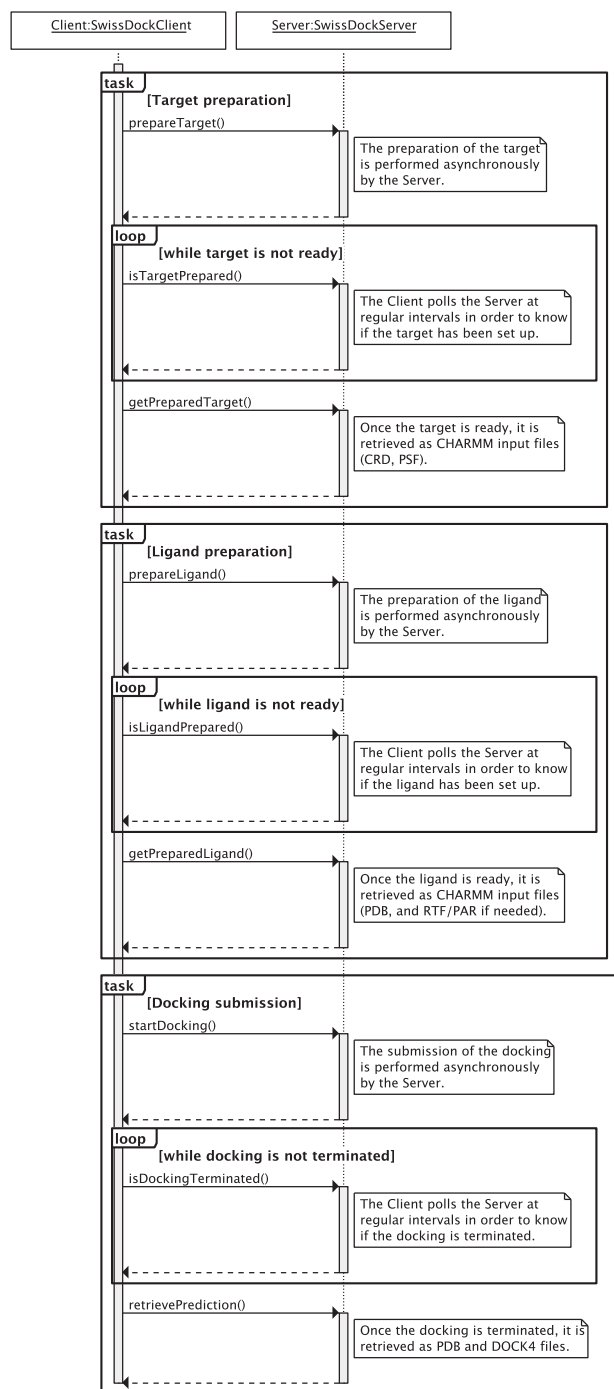 Client:SwissDockClient
Server:SwissDockServer
task
[Target preparation]
prepareTarget()
The preparation of the target
is performed asynchronously
by the Server.
loop
[while target is not ready]
isTargetPrepared()
The Client polls the Server at
regular intervals in order to know
if the target has been set up.
getPreparedTarget()
Once the target is ready, it is
retrieved as CHARMM input files
(CRD, PSF).
task
[Ligand preparation]
prepareLigand()
The preparation of the ligand
is performed asynchronously
by the Server.
loop
[while ligand is not ready]
isLigandPrepared()
The Client polls the Server at
regular intervals in order to know
if the ligand has been set up.
getPreparedLigand()
Once the ligand is ready, it is
retrieved as CHARMM input files
(PDB, and RTF/PAR if needed).
task
[Docking submission]
startDocking()
The submission of the docking
is performed asynchronously
by the Server.
loop
[while docking is not terminated]
isDockingTerminated()
The Client polls the Server at
regular intervals in order to know
if the docking is terminated.
retrievePrediction()
Once the docking is terminated, it is
retrieved as PDB and DOCK4 files.